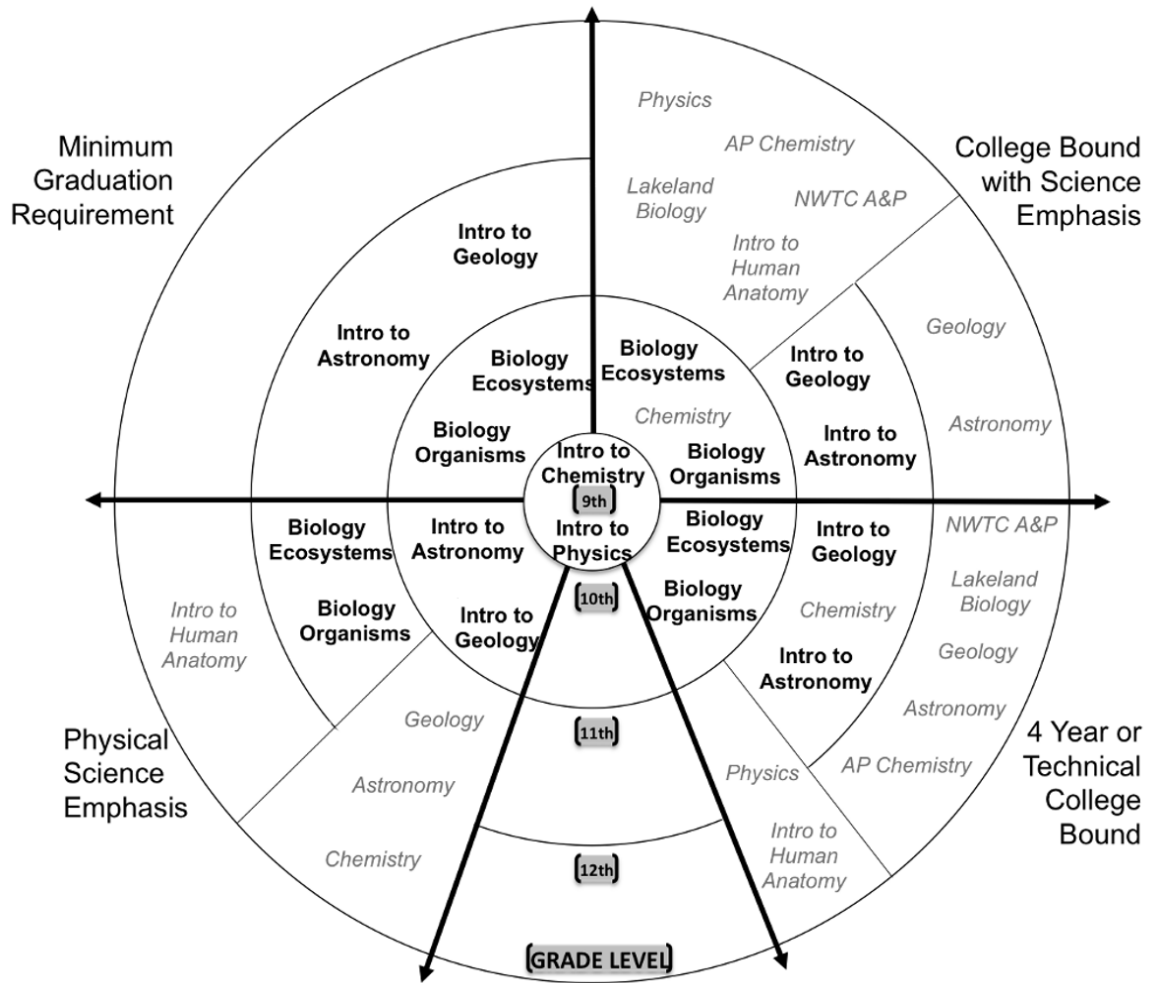 Minimum
Graduation
Requirement
Intro to
Geology
Intro to
Astronomy
Biology
Ecosystems
Biology
Organisms
Physics
AP Chemistry
Lakeland
Biology
NWTC A&P
Intro to
Human
Anatomy
College Bound
with Science
Emphasis
Biology
Ecosystems
Chemistry
Biology
Organisms
Intro to
Geology
Intro to
Astronomy
Geology
Astronomy
Intro to
Chemistry
9th
Intro to
Physics
Biology
Ecosystems
Biology
Organisms
Intro to
Astronomy
Intro to
Geology
Intro to
Human
Anatomy
Geology
Astronomy
Chemistry
Physical
Science
Emphasis
10th
11th
12th
GRADE LEVEL
Biology
Ecosystems
Biology
Organisms
Intro to
Geology
Chemistry
Intro to
Astronomy
NWTC A&P
Lakeland
Biology
Geology
Astronomy
AP Chemistry
Physics
Intro to
Human
Anatomy
4 Year or
Technical
College
Bound